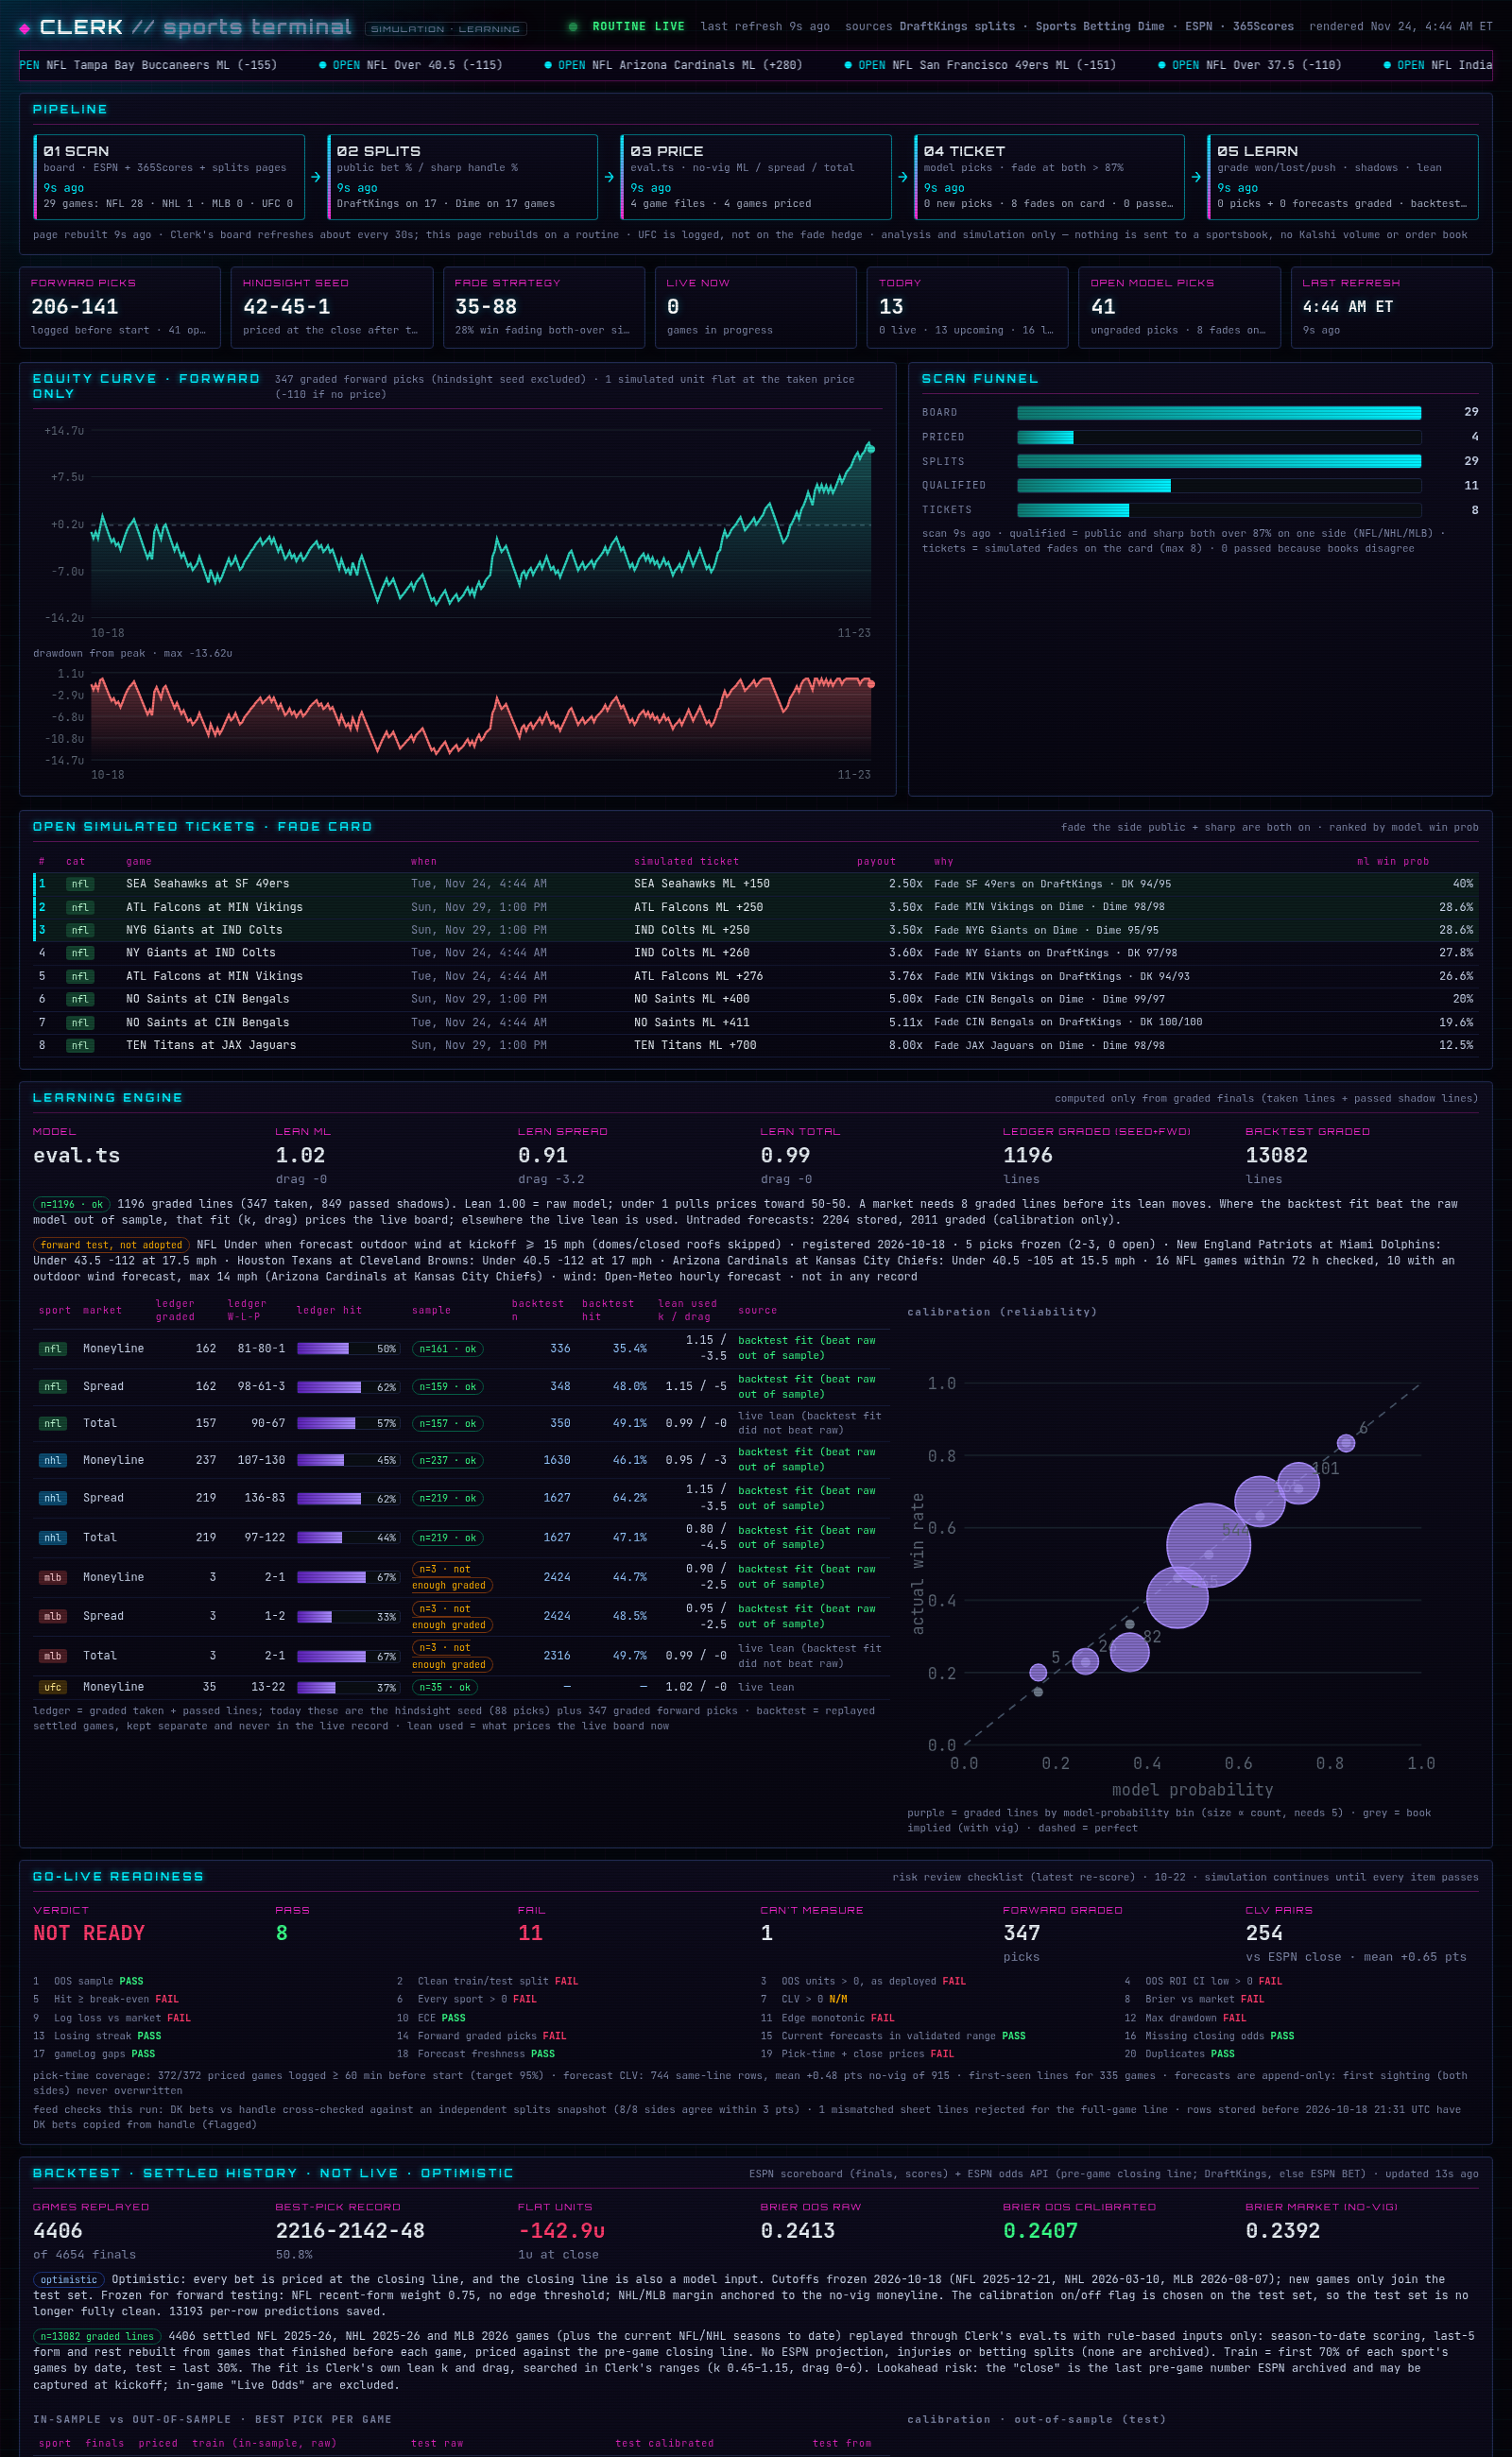 ◆ CLERK // sports terminal SIMULATION · LEARNING ROUTINE LIVE last refresh 9s ago sources DraftKings splits · Sports Betting Dime · ESPN · 365Scores rendered Nov 24, 4:44 AM ET
PEN NFL Tampa Bay Buccaneers ML (-155) ● OPEN NFL Over 40.5 (-115) ● OPEN NFL Arizona Cardinals ML (+280) ● OPEN NFL San Francisco 49ers ML (-151) ● OPEN NFL Over 37.5 (-110) ● OPEN NFL India
PIPELINE
01 SCAN
board · ESPN + 365Scores + splits pages
9s ago
29 games: NFL 28 · NHL 1 · MLB 0 · UFC 0
→
02 SPLITS
public bet % / sharp handle %
9s ago
DraftKings on 17 · Dime on 17 games
→
03 PRICE
eval.ts · no-vig ML / spread / total
9s ago
4 game files · 4 games priced
→
04 TICKET
model picks · fade at both > 87%
9s ago
0 new picks · 8 fades on card · 0 passe…
→
05 LEARN
grade won/lost/push · shadows · lean
9s ago
0 picks + 0 forecasts graded · backtest…
page rebuilt 9s ago · Clerk's board refreshes about every 30s; this page rebuilds on a routine · UFC is logged, not on the fade hedge · analysis and simulation only — nothing is sent to a sportsbook, no Kalshi volume or order book
FORWARD PICKS
206-141
logged before start · 41 op…
HINDSIGHT SEED
42-45-1
priced at the close after t…
FADE STRATEGY
35-88
28% win fading both-over si…
LIVE NOW
0
games in progress
TODAY
13
0 live · 13 upcoming · 16 l…
OPEN MODEL PICKS
41
ungraded picks · 8 fades on…
LAST REFRESH
4:44 AM ET
9s ago
EQUITY CURVE · FORWARD ONLY
347 graded forward picks (hindsight seed excluded) · 1 simulated unit flat at the taken price (-110 if no price)
+14.7u
+7.5u
+0.2u
-7.0u
-14.2u
10-18 11-23
drawdown from peak · max -13.62u
1.1u
-2.9u
-6.8u
-10.8u
-14.7u
10-18 11-23
SCAN FUNNEL
BOARD 29
PRICED 4
SPLITS 29
QUALIFIED 11
TICKETS 8
scan 9s ago · qualified = public and sharp both over 87% on one side (NFL/NHL/MLB) ·
tickets = simulated fades on the card (max 8) · 0 passed because books disagree
OPEN SIMULATED TICKETS · FADE CARD fade the side public + sharp are both on · ranked by model win prob
# cat game when simulated ticket payout why ml win prob
1 nfl SEA Seahawks at SF 49ers Tue, Nov 24, 4:44 AM SEA Seahawks ML +150 2.50x Fade SF 49ers on DraftKings · DK 94/95 40%
2 nfl ATL Falcons at MIN Vikings Sun, Nov 29, 1:00 PM ATL Falcons ML +250 3.50x Fade MIN Vikings on Dime · Dime 98/98 28.6%
3 nfl NYG Giants at IND Colts Sun, Nov 29, 1:00 PM IND Colts ML +250 3.50x Fade NYG Giants on Dime · Dime 95/95 28.6%
4 nfl NY Giants at IND Colts Tue, Nov 24, 4:44 AM IND Colts ML +260 3.60x Fade NY Giants on DraftKings · DK 97/98 27.8%
5 nfl ATL Falcons at MIN Vikings Tue, Nov 24, 4:44 AM ATL Falcons ML +276 3.76x Fade MIN Vikings on DraftKings · DK 94/93 26.6%
6 nfl NO Saints at CIN Bengals Sun, Nov 29, 1:00 PM NO Saints ML +400 5.00x Fade CIN Bengals on Dime · Dime 99/97 20%
7 nfl NO Saints at CIN Bengals Tue, Nov 24, 4:44 AM NO Saints ML +411 5.11x Fade CIN Bengals on DraftKings · DK 100/100 19.6%
8 nfl TEN Titans at JAX Jaguars Sun, Nov 29, 1:00 PM TEN Titans ML +700 8.00x Fade JAX Jaguars on Dime · Dime 98/98 12.5%
LEARNING ENGINE computed only from graded finals (taken lines + passed shadow lines)
MODEL
eval.ts
LEAN ML
1.02
drag -0
LEAN SPREAD
0.91
drag -3.2
LEAN TOTAL
0.99
drag -0
LEDGER GRADED (SEED+FWD)
1196
lines
BACKTEST GRADED
13082
lines
n=1196 · ok 1196 graded lines (347 taken, 849 passed shadows). Lean 1.00 = raw model; under 1 pulls prices toward 50-50. A market needs 8 graded lines before its lean moves. Where the backtest fit beat the raw
model out of sample, that fit (k, drag) prices the live board; elsewhere the live lean is used. Untraded forecasts: 2204 stored, 2011 graded (calibration only).
forward test, not adopted NFL Under when forecast outdoor wind at kickoff ≥ 15 mph (domes/closed roofs skipped) · registered 2026-10-18 · 5 picks frozen (2-3, 0 open) · New England Patriots at Miami Dolphins:
Under 43.5 -112 at 17.5 mph · Houston Texans at Cleveland Browns: Under 40.5 -112 at 17 mph · Arizona Cardinals at Kansas City Chiefs: Under 40.5 -105 at 15.5 mph · 16 NFL games within 72 h checked, 10 with an
outdoor wind forecast, max 14 mph (Arizona Cardinals at Kansas City Chiefs) · wind: Open-Meteo hourly forecast · not in any record
sport market ledger graded ledger W-L-P ledger hit sample backtest n backtest hit lean used k / drag source
nfl Moneyline 162 81-80-1 50% n=161 · ok 336 35.4% 1.15 / -3.5 backtest fit (beat raw out of sample)
nfl Spread 162 98-61-3 62% n=159 · ok 348 48.0% 1.15 / -5 backtest fit (beat raw out of sample)
nfl Total 157 90-67 57% n=157 · ok 350 49.1% 0.99 / -0 live lean (backtest fit did not beat raw)
nhl Moneyline 237 107-130 45% n=237 · ok 1630 46.1% 0.95 / -3 backtest fit (beat raw out of sample)
nhl Spread 219 136-83 62% n=219 · ok 1627 64.2% 1.15 / -3.5 backtest fit (beat raw out of sample)
nhl Total 219 97-122 44% n=219 · ok 1627 47.1% 0.80 / -4.5 backtest fit (beat raw out of sample)
mlb Moneyline 3 2-1 67% n=3 · not enough graded 2424 44.7% 0.90 / -2.5 backtest fit (beat raw out of sample)
mlb Spread 3 1-2 33% n=3 · not enough graded 2424 48.5% 0.95 / -2.5 backtest fit (beat raw out of sample)
mlb Total 3 2-1 67% n=3 · not enough graded 2316 49.7% 0.99 / -0 live lean (backtest fit did not beat raw)
ufc Moneyline 35 13-22 37% n=35 · ok — — 1.02 / -0 live lean
ledger = graded taken + passed lines; today these are the hindsight seed (88 picks) plus 347 graded forward picks · backtest = replayed
settled games, kept separate and never in the live record · lean used = what prices the live board now
calibration (reliability)
1.0
0.8
0.6
0.4
0.2
0.0
actual win rate
5
82
544
101
6
0.0 0.2 0.4 0.6 0.8 1.0
model probability
purple = graded lines by model-probability bin (size ∝ count, needs 5) · grey = book
implied (with vig) · dashed = perfect
GO-LIVE READINESS risk review checklist (latest re-score) · 10-22 · simulation continues until every item passes
VERDICT
NOT READY
PASS
8
FAIL
11
CAN'T MEASURE
1
FORWARD GRADED
347
picks
CLV PAIRS
254
vs ESPN close · mean +0.65 pts
1 OOS sample PASS 2 Clean train/test split FAIL 3 OOS units > 0, as deployed FAIL 4 OOS ROI CI low > 0 FAIL
5 Hit ≥ break-even FAIL 6 Every sport > 0 FAIL 7 CLV > 0 N/M 8 Brier vs market FAIL
9 Log loss vs market FAIL 10 ECE PASS 11 Edge monotonic FAIL 12 Max drawdown FAIL
13 Losing streak PASS 14 Forward graded picks FAIL 15 Current forecasts in validated range PASS 16 Missing closing odds PASS
17 gameLog gaps PASS 18 Forecast freshness PASS 19 Pick-time + close prices FAIL 20 Duplicates PASS
pick-time coverage: 372/372 priced games logged ≥ 60 min before start (target 95%) · forecast CLV: 744 same-line rows, mean +0.48 pts no-vig of 915 · first-seen lines for 335 games · forecasts are append-only: first sighting (both
sides) never overwritten
feed checks this run: DK bets vs handle cross-checked against an independent splits snapshot (8/8 sides agree within 3 pts) · 1 mismatched sheet lines rejected for the full-game line · rows stored before 2026-10-18 21:31 UTC have
DK bets copied from handle (flagged)
BACKTEST · SETTLED HISTORY · NOT LIVE · OPTIMISTIC ESPN scoreboard (finals, scores) + ESPN odds API (pre-game closing line; DraftKings, else ESPN BET) · updated 13s ago
GAMES REPLAYED
4406
of 4654 finals
BEST-PICK RECORD
2216-2142-48
50.8%
FLAT UNITS
-142.9u
1u at close
BRIER OOS RAW
0.2413
BRIER OOS CALIBRATED
0.2407
BRIER MARKET (NO-VIG)
0.2392
optimistic Optimistic: every bet is priced at the closing line, and the closing line is also a model input. Cutoffs frozen 2026-10-18 (NFL 2025-12-21, NHL 2026-03-10, MLB 2026-08-07); new games only join the
test set. Frozen for forward testing: NFL recent-form weight 0.75, no edge threshold; NHL/MLB margin anchored to the no-vig moneyline. The calibration on/off flag is chosen on the test set, so the test set is no
longer fully clean. 13193 per-row predictions saved.
n=13082 graded lines 4406 settled NFL 2025-26, NHL 2025-26 and MLB 2026 games (plus the current NFL/NHL seasons to date) replayed through Clerk's eval.ts with rule-based inputs only: season-to-date scoring, last-5
form and rest rebuilt from games that finished before each game, priced against the pre-game closing line. No ESPN projection, injuries or betting splits (none are archived). Train = first 70% of each sport's
games by date, test = last 30%. The fit is Clerk's own lean k and drag, searched in Clerk's ranges (k 0.45–1.15, drag 0–6). Lookahead risk: the "close" is the last pre-game number ESPN archived and may be
captured at kickoff; in-game "Live Odds" are excluded.
IN-SAMPLE vs OUT-OF-SAMPLE · BEST PICK PER GAME calibration · out-of-sample (test)
sport finals priced train (in-sample, raw) test raw test calibrated test from